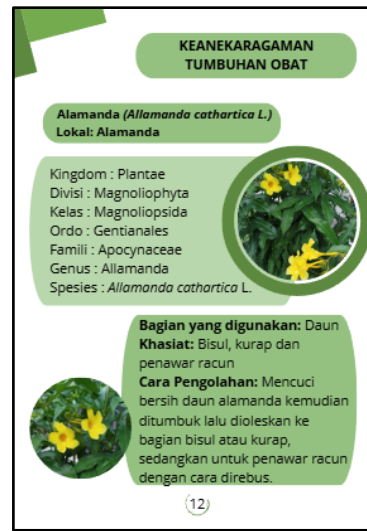 KEANEKARAGAMAN
TUMBUHAN OBAT
Alamanda (Allamanda cathartica L.)
Lokal: Alamanda
Kingdom : Plantae
Divisi : Magnoliophyta
Kelas : Magnoliopsida
Ordo : Gentianales
Famili : Apocynaceae
Genus : Allamanda
Spesies : Allamanda cathartica L.
Bagian yang digunakan: Daun
Khasiat: Bisul, kurap dan
penawar racun
Cara Pengolahan: Mencuci
bersih daun alamanda kemudian
ditumbuk lalu dioleskan ke
bagian bisul atau kurap,
sedangkan untuk penawar racun
dengan cara direbus.
12